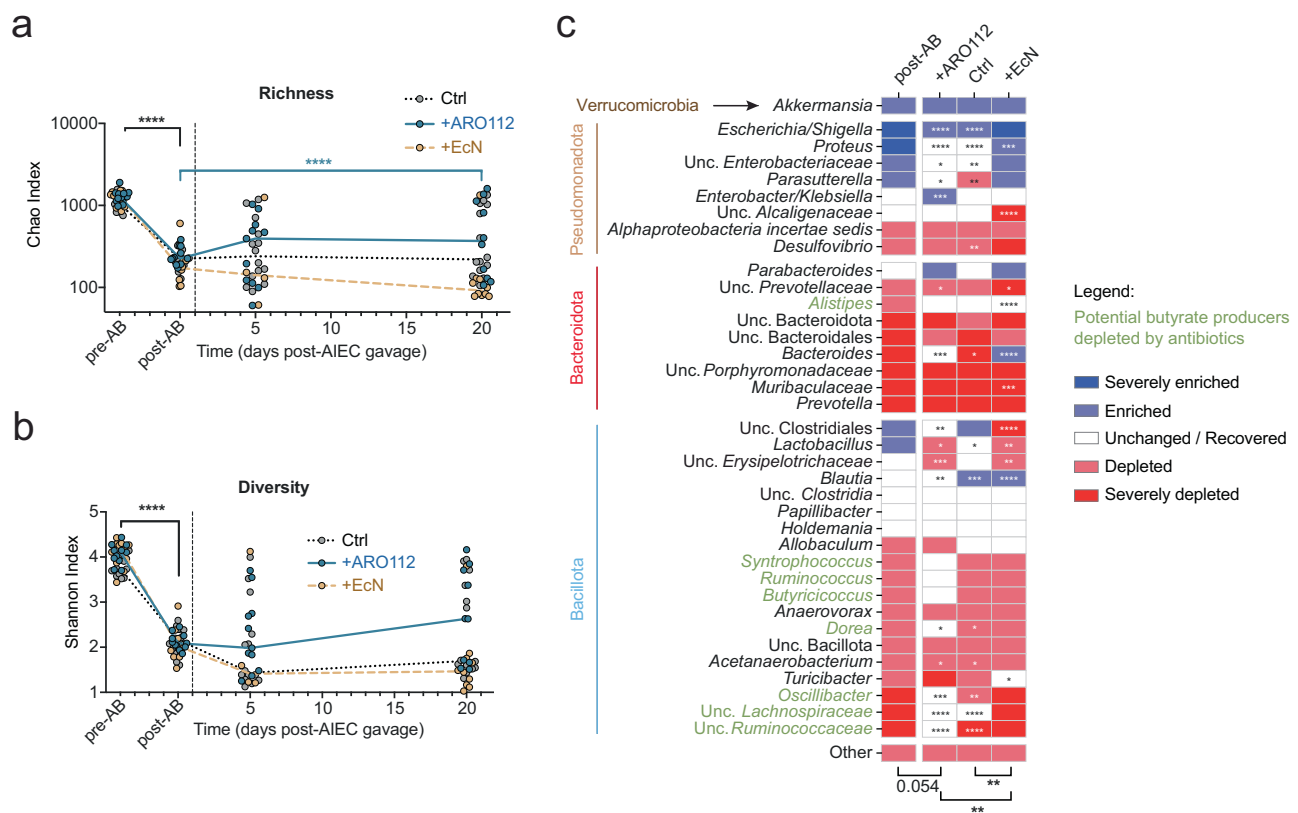 a
Richness
Ctrl
+ARO112
+EcN
****
****
10000
1000
100
Chao Index
pre-AB
post-AB
5
10
15
20
Time (days post-AIEC gavage)
b
Diversity
Ctrl
+ARO112
+EcN
****
5
4
3
2
1
Shannon Index
pre-AB
post-AB
5
10
15
20
Time (days post-AIEC gavage)
c
post-AB
+ARO112
Ctrl
+EcN
Verrucomicrobia
Akkermansia
Pseudomonadota
Escherichia/Shigella **** ****
Proteus **** **** ***
Unc. Enterobacteriaceae * **
Parasutterella * **
Enterobacter/Klebsiella ***
Unc. Alcaligenaceae ****
Alphaproteobacteria incertae sedis
Desulfovibrio **
Bacteroidota
Parabacteroides
Unc. Prevotellaceae * *
Alistipes ****
Unc. Bacteroidota
Unc. Bacteroidales
Bacteroides *** * ****
Unc. Porphyromonadaceae
Muribaculaceae ***
Prevotella
Bacillota
Unc. Clostridiales ** ****
Lactobacillus * * **
Unc. Erysipelotrichaceae *** **
Blautia ** *** ****
Unc. Clostridia
Papillibacter
Holdemania
Allobaculum
Syntrophococcus
Ruminococcus
Butyricicoccus
Anaerovorax
Dorea * *
Unc. Bacillota
Acetanaerobacterium * *
Turicibacter *
Oscillibacter *** **
Unc. Lachnospiraceae **** ****
Unc. Ruminococcaceae **** ****
Other
0.054
**
**
Legend:
Potential butyrate producers
depleted by antibiotics
Severely enriched
Enriched
Unchanged / Recovered
Depleted
Severely depleted